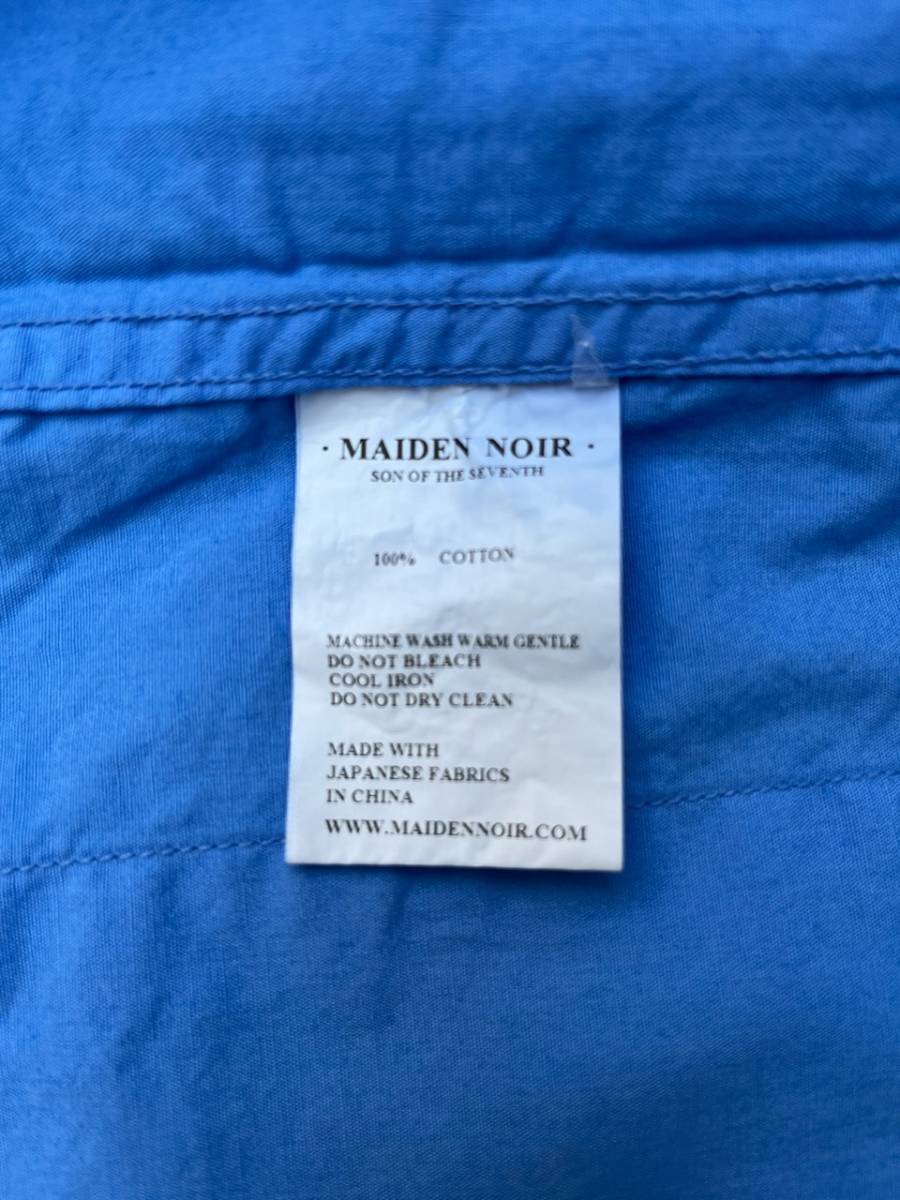 · MAIDEN NOIR ·
SON OF THE SEVENTH
100% COTTON
MACHINE WASH WARM GENTLE
DO NOT BLEACH
COOL IRON
DO NOT DRY CLEAN
MADE WITH
JAPANESE FABRICS
IN CHINA
WWW.MAIDENNOIR.COM